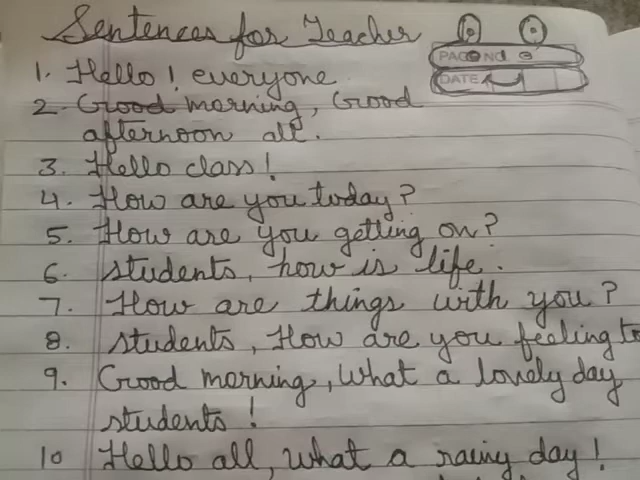 Sentences for Teacher
PAGE NO
DATE
1. Hello! everyone
2. Good morning, Good
afternoon all.
3. Hello class!
4. How are you today?
5. How are you getting on?
6. students, how is life.
7. How are things with you?
8. students, How are you feeling to
9. Good morning, What a lovely day
students!
10 Hello all, what a rainy day!